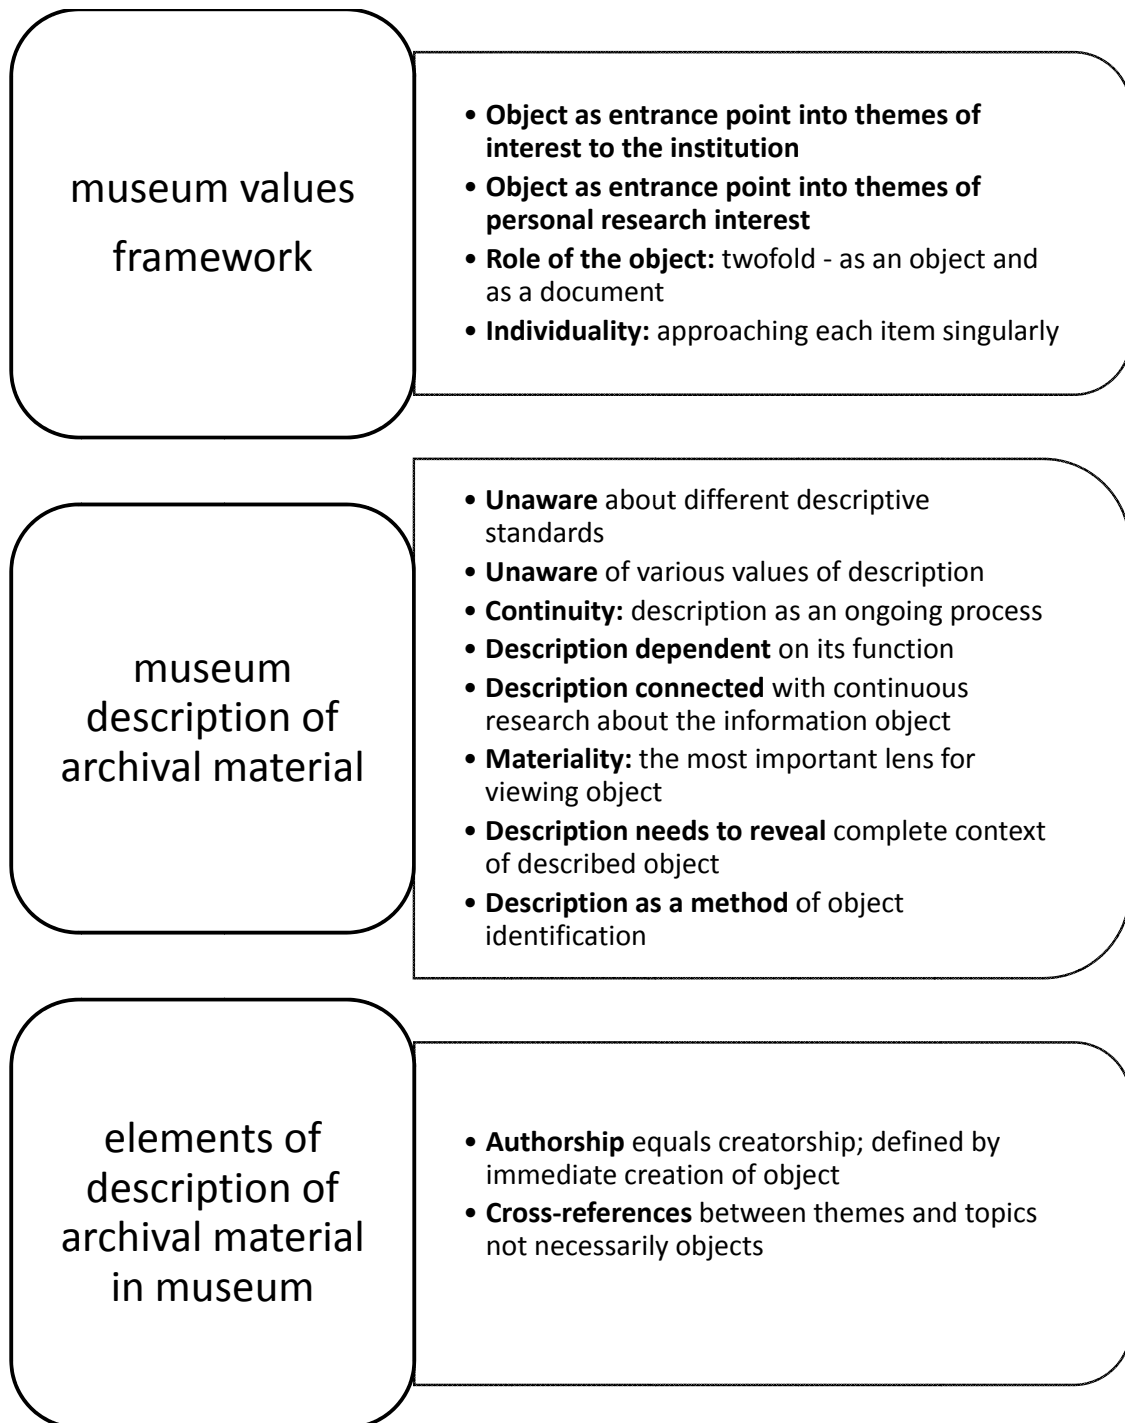 museum values
framework
• Object as entrance point into themes of
interest to the institution
• Object as entrance point into themes of
personal research interest
• Role of the object: twofold - as an object and
as a document
• Individuality: approaching each item singularly
museum
description of
archival material
• Unaware about different descriptive
standards
• Unaware of various values of description
• Continuity: description as an ongoing process
• Description dependent on its function
• Description connected with continuous
research about the information object
• Materiality: the most important lens for
viewing object
• Description needs to reveal complete context
of described object
• Description as a method of object
identification
elements of
description of
archival material
in museum
• Authorship equals creatorship; defined by
immediate creation of object
• Cross-references between themes and topics
not necessarily objects